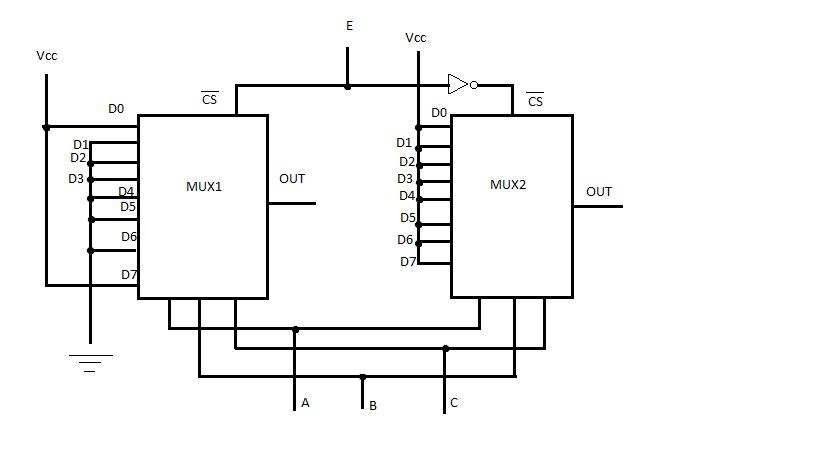 E
Vcc
Vcc
CS
CS
D0
D0
D1
D2
D3
D4
D5
D6
D7
MUX1
OUT
D1
D2
D3
D4
D5
D6
D7
MUX2
OUT
A
B
C